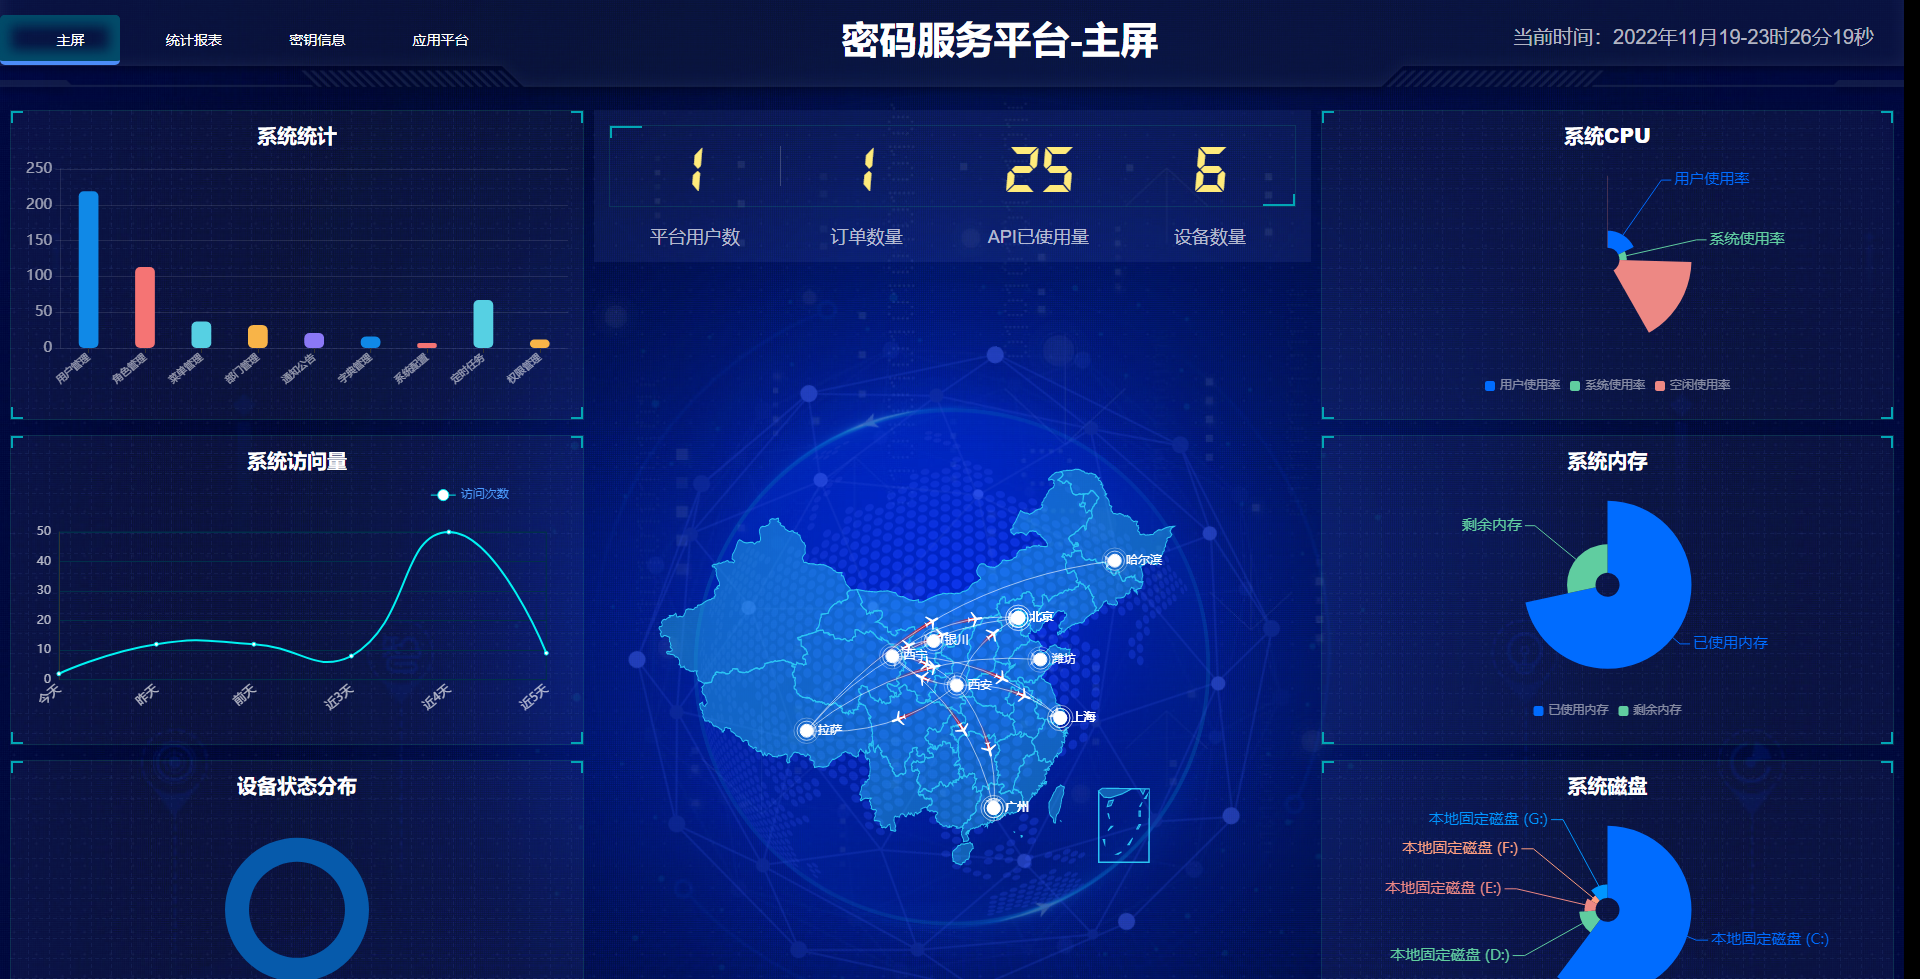 主屏
统计报表
密钥信息
应用平台
密码服务平台-主屏
当前时间：2022年11月19-23时26分19秒
系统统计
250
200
150
100
50
0
用户管理
角色管理
菜单管理
部门管理
通知公告
字典管理
系统配置
定时任务
权限管理
系统访问量
访问次数
50
40
30
20
10
0
今天
昨天
前天
近3天
近4天
近5天
设备状态分布
1
1
25
6
平台用户数
订单数量
API已使用量
设备数量
哈尔滨
北京
银川
西宁
潍坊
西安
上海
拉萨
广州
系统CPU
用户使用率
系统使用率
用户使用率
系统使用率
空闲使用率
系统内存
剩余内存
已使用内存
已使用内存
剩余内存
系统磁盘
本地固定磁盘 (G:)
本地固定磁盘 (F:)
本地固定磁盘 (E:)
本地固定磁盘 (C:)
本地固定磁盘 (D:)